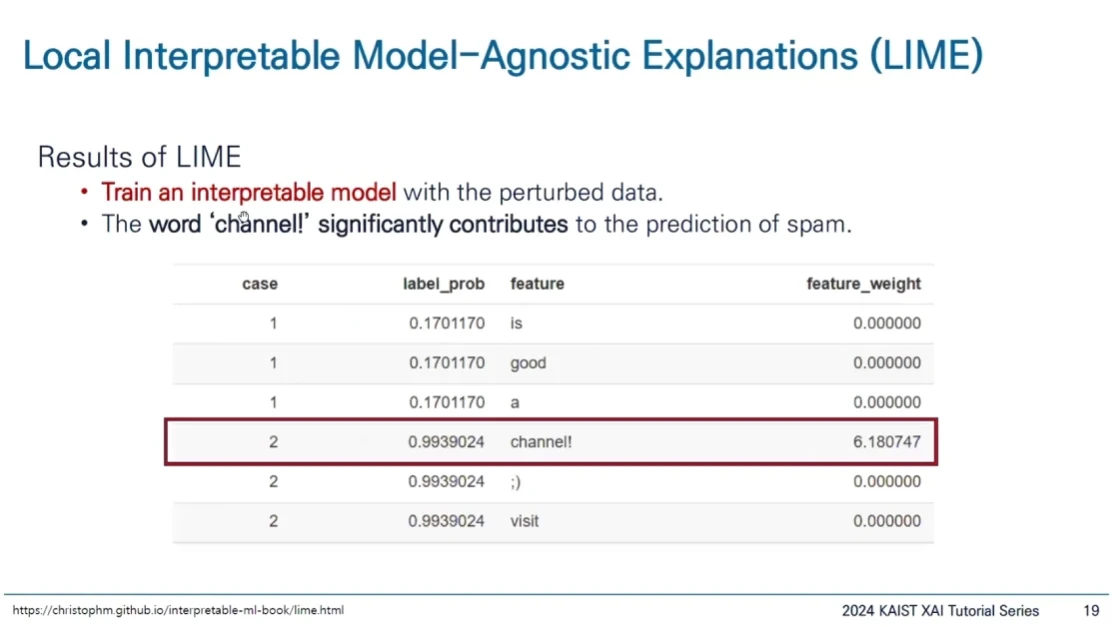 Local Interpretable Model-Agnostic Explanations (LIME)
Results of LIME
• Train an interpretable model with the perturbed data.
• The word ‘channel!’ significantly contributes to the prediction of spam.
case label_prob feature feature_weight
1 0.1701170 is 0.000000
1 0.1701170 good 0.000000
1 0.1701170 a 0.000000
2 0.9939024 channel! 6.180747
2 0.9939024 ;) 0.000000
2 0.9939024 visit 0.000000
https://christophm.github.io/interpretable-ml-book/lime.html 2024 KAIST XAI Tutorial Series 19